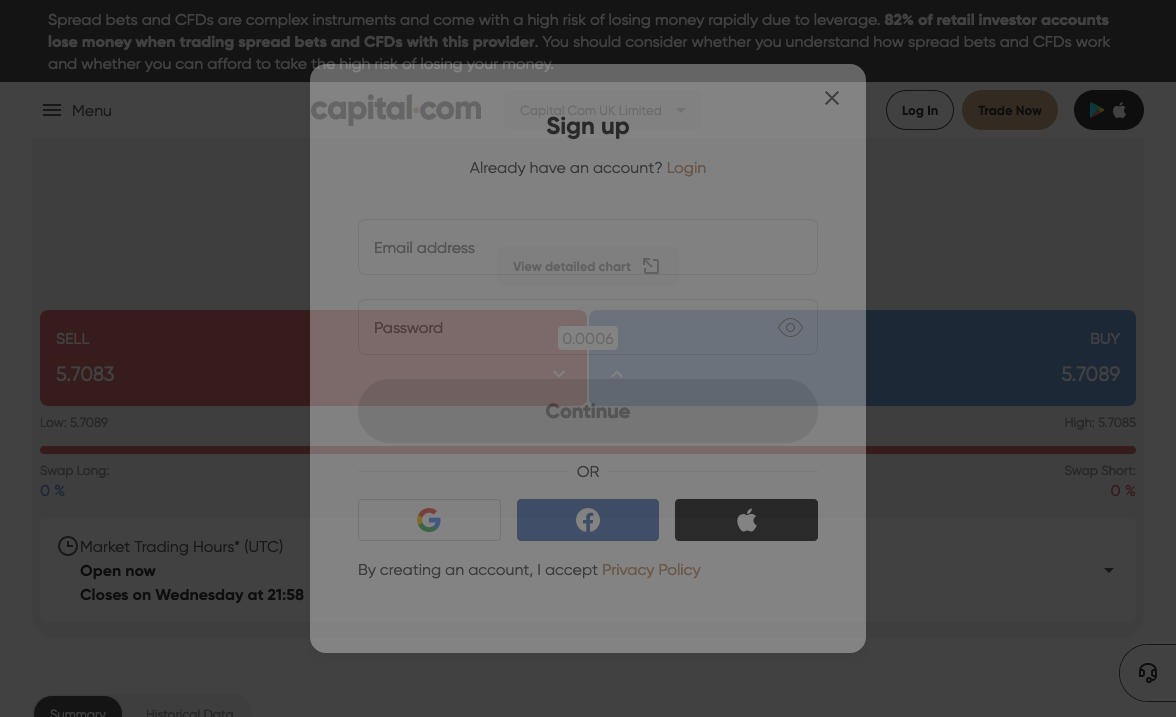 Spread bets and CFDs are complex instruments and come with a high risk of losing money rapidly due to leverage. 82% of retail investor accounts
lose money when trading spread bets and CFDs with this provider. You should consider whether you understand how spread bets and CFDs work
and whether you can afford to take the high risk of losing your money.
Menu
capital.com
Capital Com UK Limited
Log In
Trade Now
Sign up
Already have an account? Login
Email address
View detailed chart
Password
SELL
5.7083
0.0006
BUY
5.7089
Continue
Low: 5.7089
High: 5.7085
Swap Long:
0 %
Swap Short:
0 %
OR
Market Trading Hours* (UTC)
Open now
Closes on Wednesday at 21:58
By creating an account, I accept Privacy Policy
Summary
Historical Data